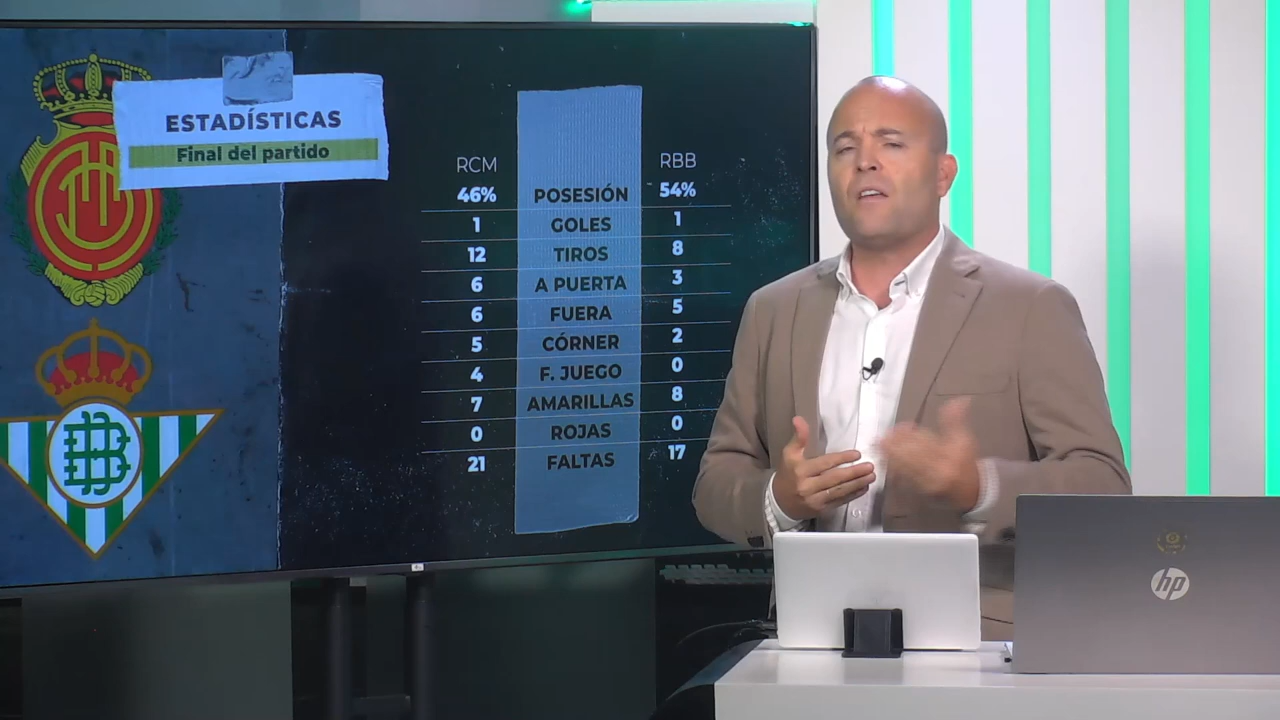 ESTADÍSTICAS
Final del partido
RCM RBB
46% POSESIÓN 54%
1 GOLES 1
12 TIROS 8
6 A PUERTA 3
6 FUERA 5
5 CÓRNER 2
4 F. JUEGO 0
7 AMARILLAS 8
0 ROJAS 0
21 FALTAS 17
hp